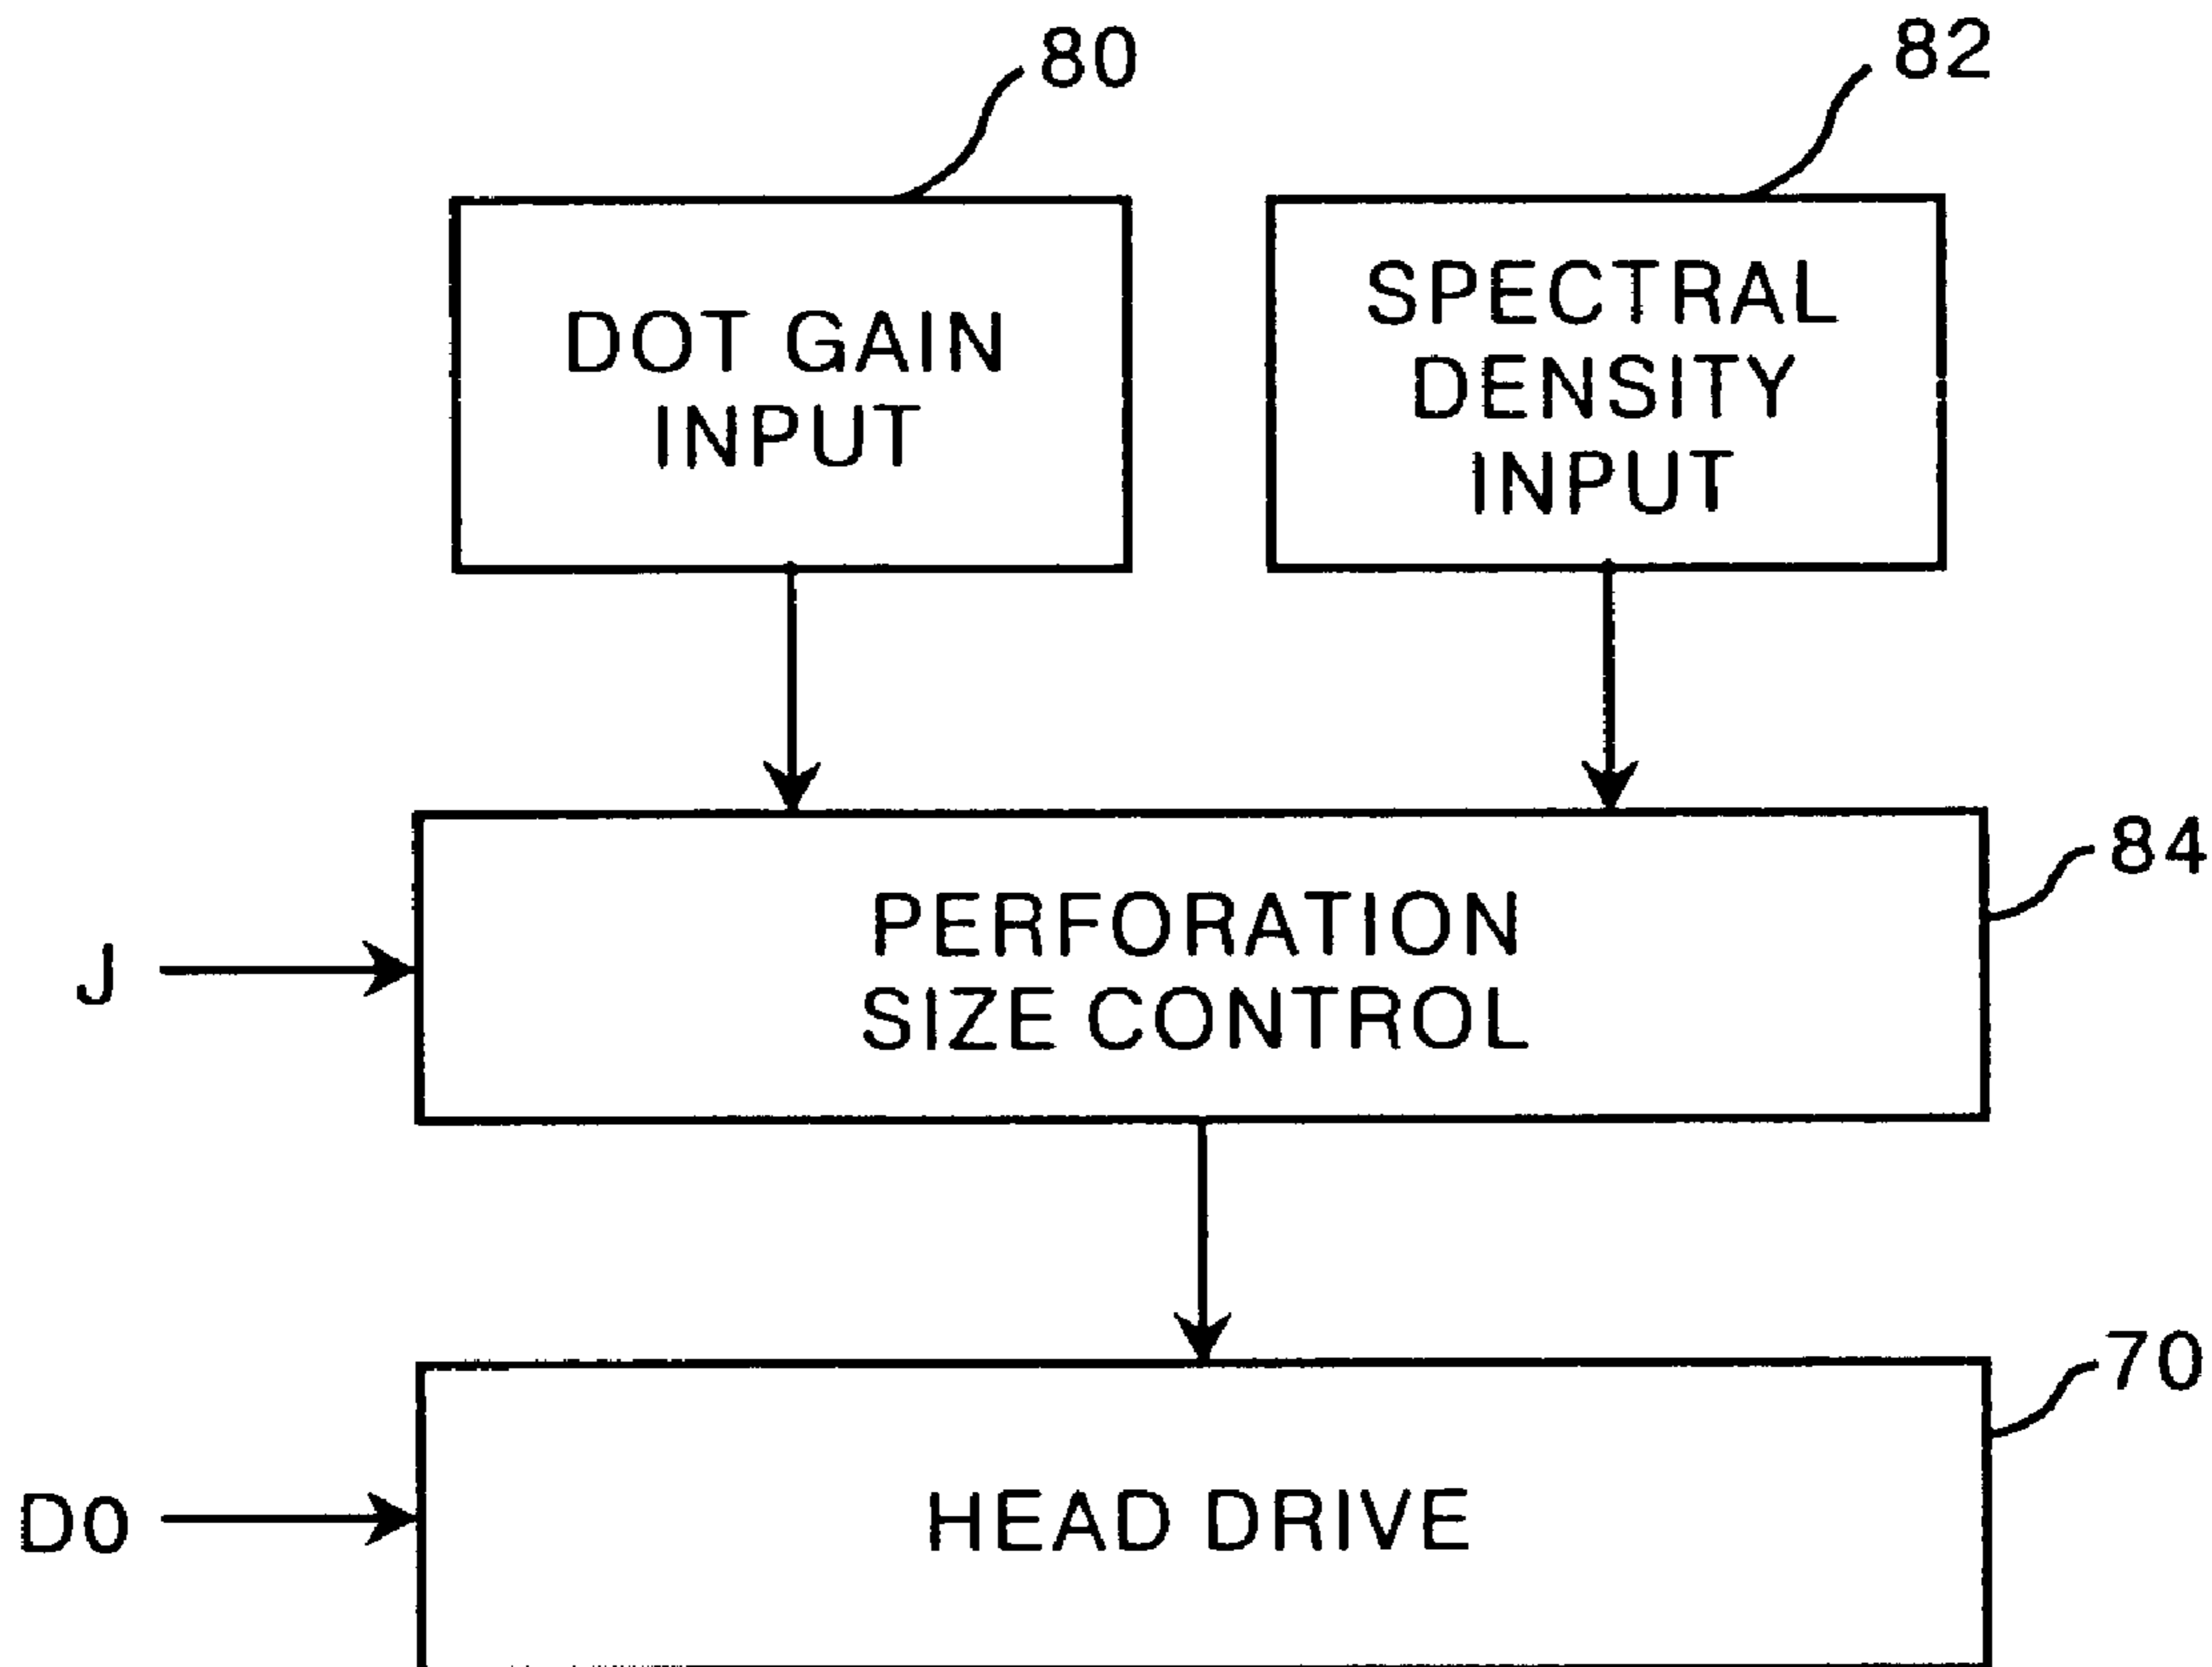 80
82
DOT GAIN
INPUT
SPECTRAL
DENSITY
INPUT
84
PERFORATION
SIZE CONTROL
J
70
HEAD DRIVE
D0